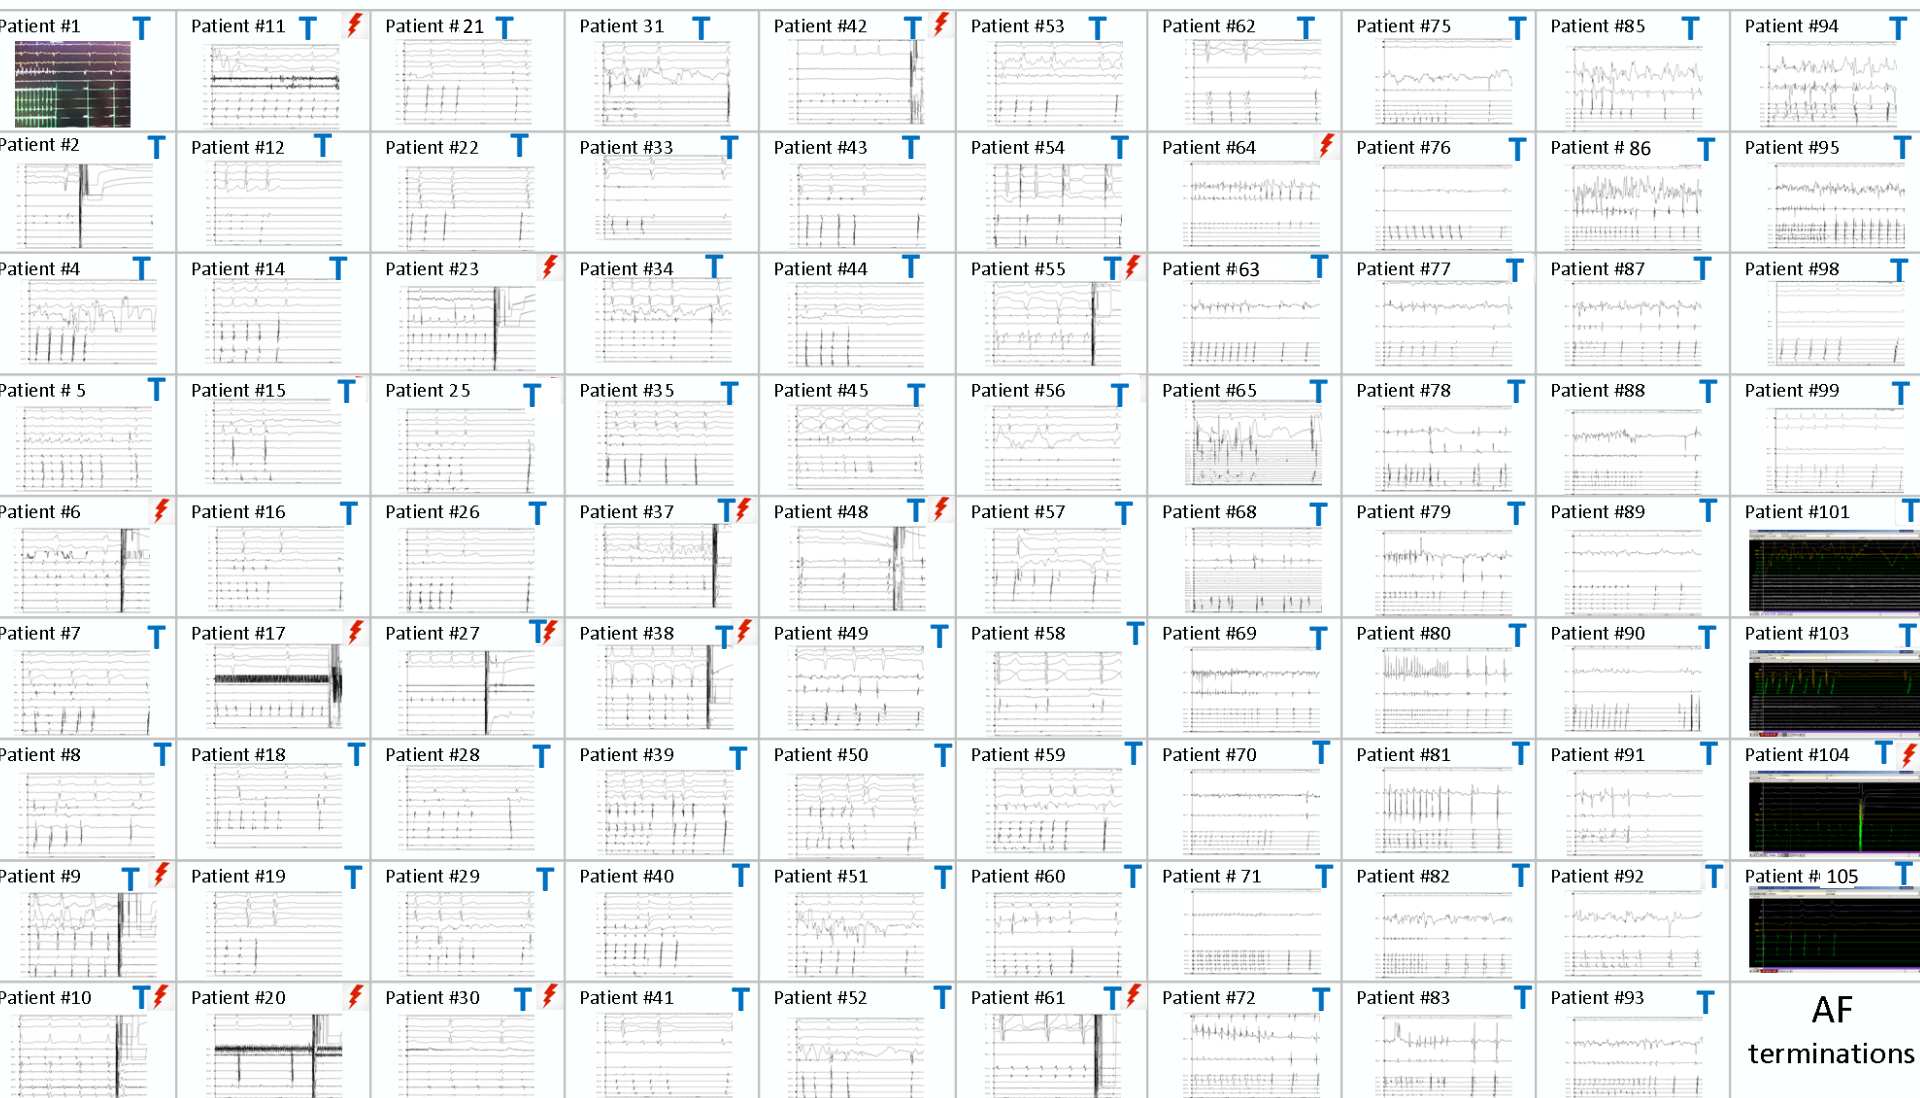 Patient #1 T
Patient #11 T
Patient # 21 T
Patient 31 T
Patient #42 T
Patient #53 T
Patient #62 T
Patient #75 T
Patient #85 T
Patient #94 T
Patient #2 T
Patient #12 T
Patient #22 T
Patient #33 T
Patient #43 T
Patient #54 T
Patient #64
Patient #76 T
Patient # 86 T
Patient #95 T
Patient #4 T
Patient #14 T
Patient #23
Patient #34 T
Patient #44 T
Patient #55 T
Patient #63 T
Patient #77 T
Patient #87 T
Patient #98 T
Patient # 5 T
Patient #15 T
Patient 25 T
Patient #35 T
Patient #45 T
Patient #56 T
Patient #65 T
Patient #78 T
Patient #88 T
Patient #99 T
Patient #6
Patient #16 T
Patient #26 T
Patient #37 T
Patient #48 T
Patient #57 T
Patient #68 T
Patient #79 T
Patient #89 T
Patient #101 T
Patient #7 T
Patient #17
Patient #27 T
Patient #38 T
Patient #49 T
Patient #58 T
Patient #69 T
Patient #80 T
Patient #90 T
Patient #103 T
Patient #8 T
Patient #18 T
Patient #28 T
Patient #39 T
Patient #50 T
Patient #59 T
Patient #70 T
Patient #81 T
Patient #91 T
Patient #104 T
Patient #9 T
Patient #19 T
Patient #29 T
Patient #40 T
Patient #51 T
Patient #60 T
Patient # 71 T
Patient #82 T
Patient #92 T
Patient # 105 T
Patient #10 T
Patient #20
Patient #30 T
Patient #41 T
Patient #52 T
Patient #61 T
Patient #72 T
Patient #83 T
Patient #93 T
AF
terminations